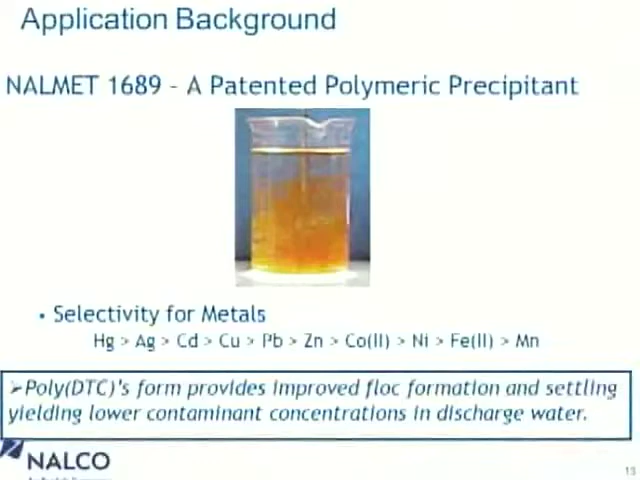 Application Background
NALMET 1689 - A Patented Polymeric Precipitant
• Selectivity for Metals
Hg > Ag > Cd > Cu > Pb > Zn > Co(II) > Ni > Fe(II) > Mn
➢Poly(DTC)'s form provides improved floc formation and settling
yielding lower contaminant concentrations in discharge water.
NALCO
13